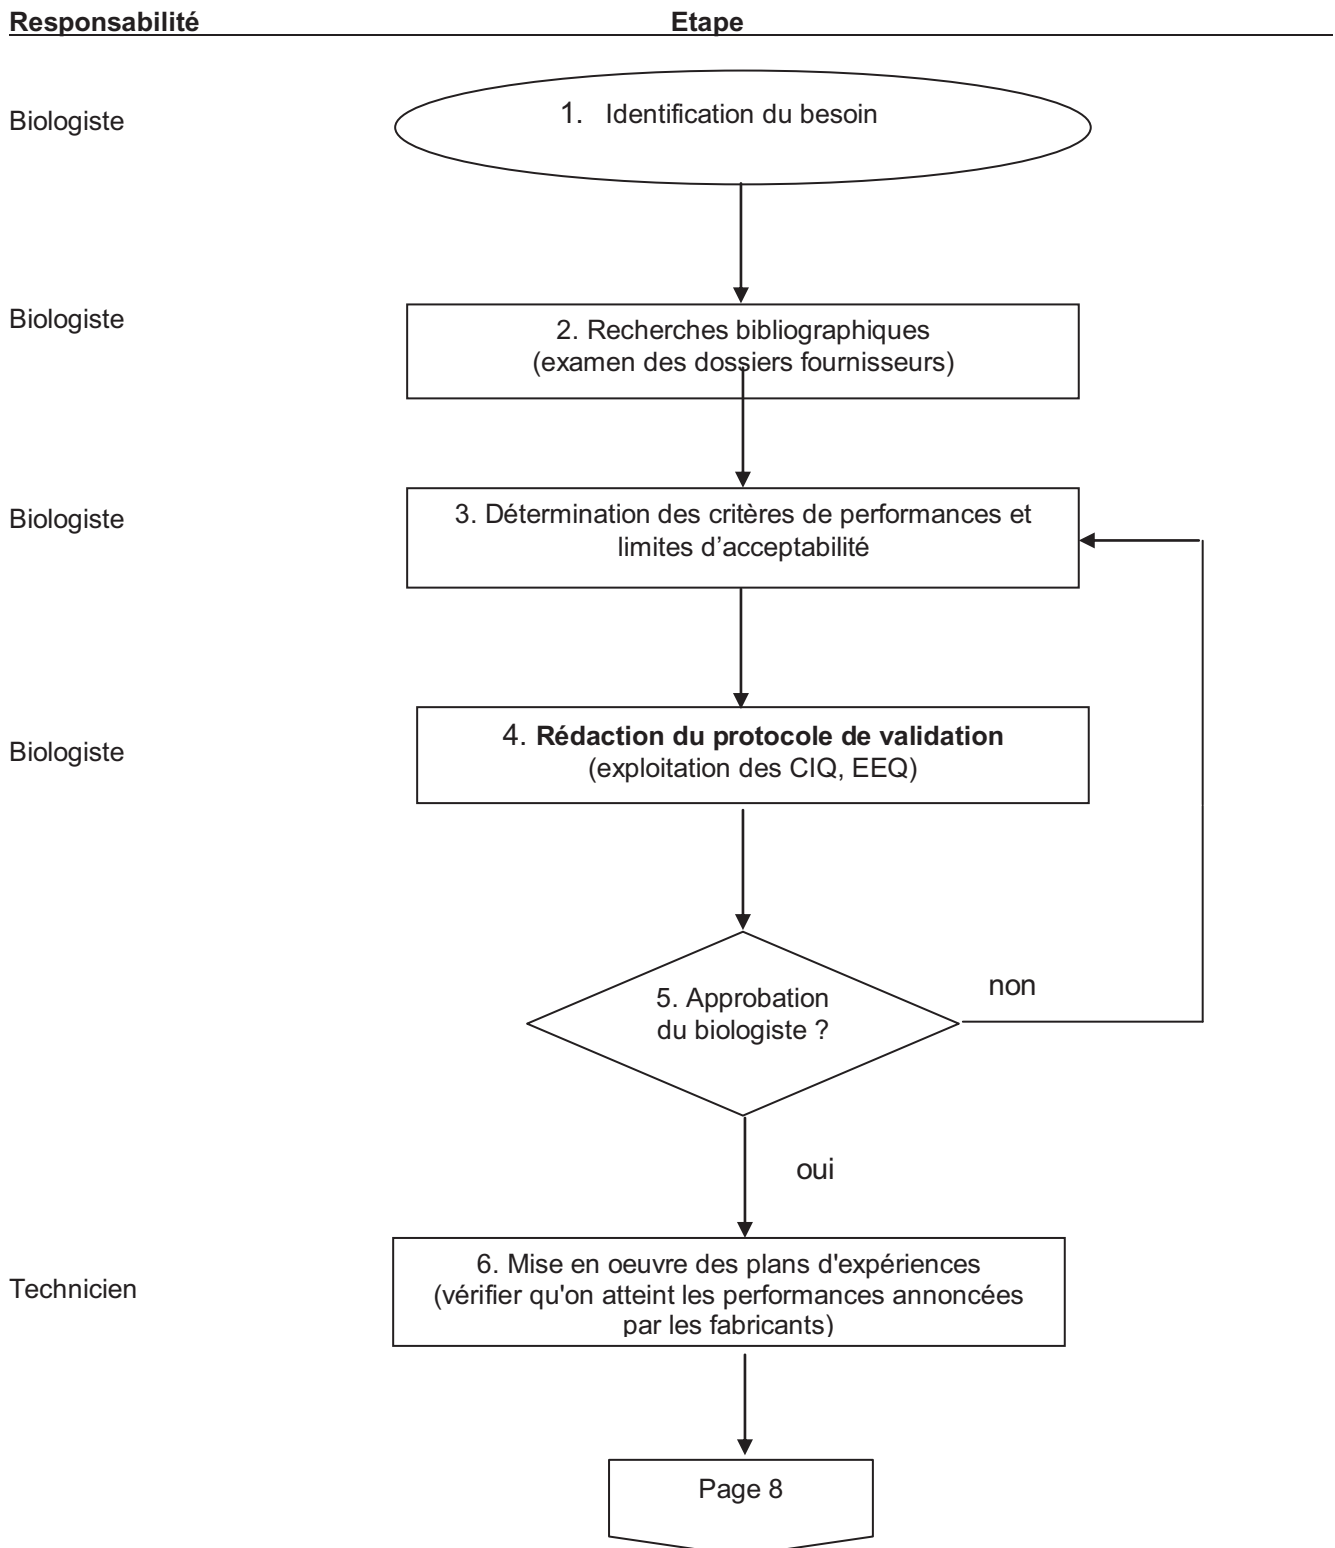 Responsabilité Etape
Biologiste
1. Identification du besoin
Biologiste
2. Recherches bibliographiques
(examen des dossiers fournisseurs)
Biologiste
3. Détermination des critères de performances et
limites d’acceptabilité
Biologiste
4. Rédaction du protocole de validation
(exploitation des CIQ, EEQ)
5. Approbation
du biologiste ?
non
oui
Technicien
6. Mise en oeuvre des plans d'expériences
(vérifier qu'on atteint les performances annoncées
par les fabricants)
Page 8